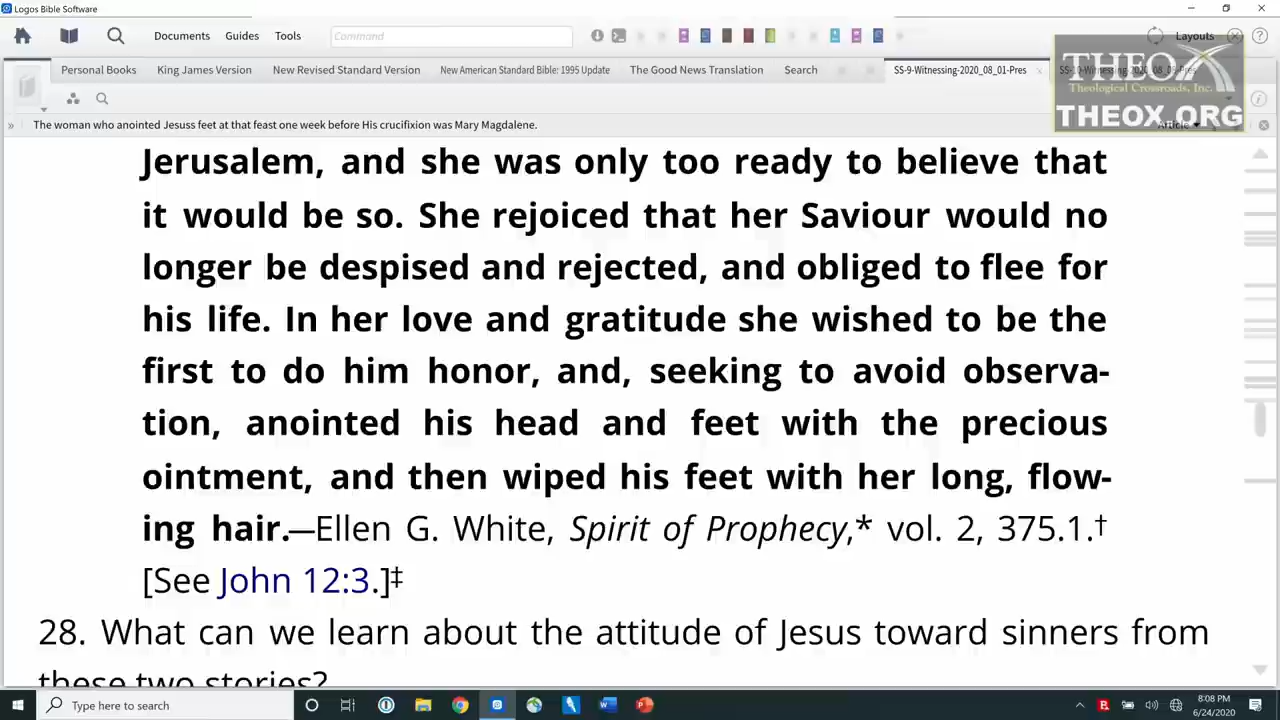 Logos Bible Software
Documents Guides Tools Command Layouts
Personal Books King James Version New Revised Stan New American Standard Bible: 1995 Update The Good News Translation Search SS-9-Witnessing-2020_08_01-Pres
THEOX
Theological Crossroads, Inc.
THEOX.ORG
The woman who anointed Jesuss feet at that feast one week before His crucifixion was Mary Magdalene.
Jerusalem, and she was only too ready to believe that
it would be so. She rejoiced that her Saviour would no
longer be despised and rejected, and obliged to flee for
his life. In her love and gratitude she wished to be the
first to do him honor, and, seeking to avoid observa-
tion, anointed his head and feet with the precious
ointment, and then wiped his feet with her long, flow-
ing hair.—Ellen G. White, Spirit of Prophecy,* vol. 2, 375.1.†
[See John 12:3.]‡
28. What can we learn about the attitude of Jesus toward sinners from
these two stories?
Type here to search
8:08 PM
6/24/2020